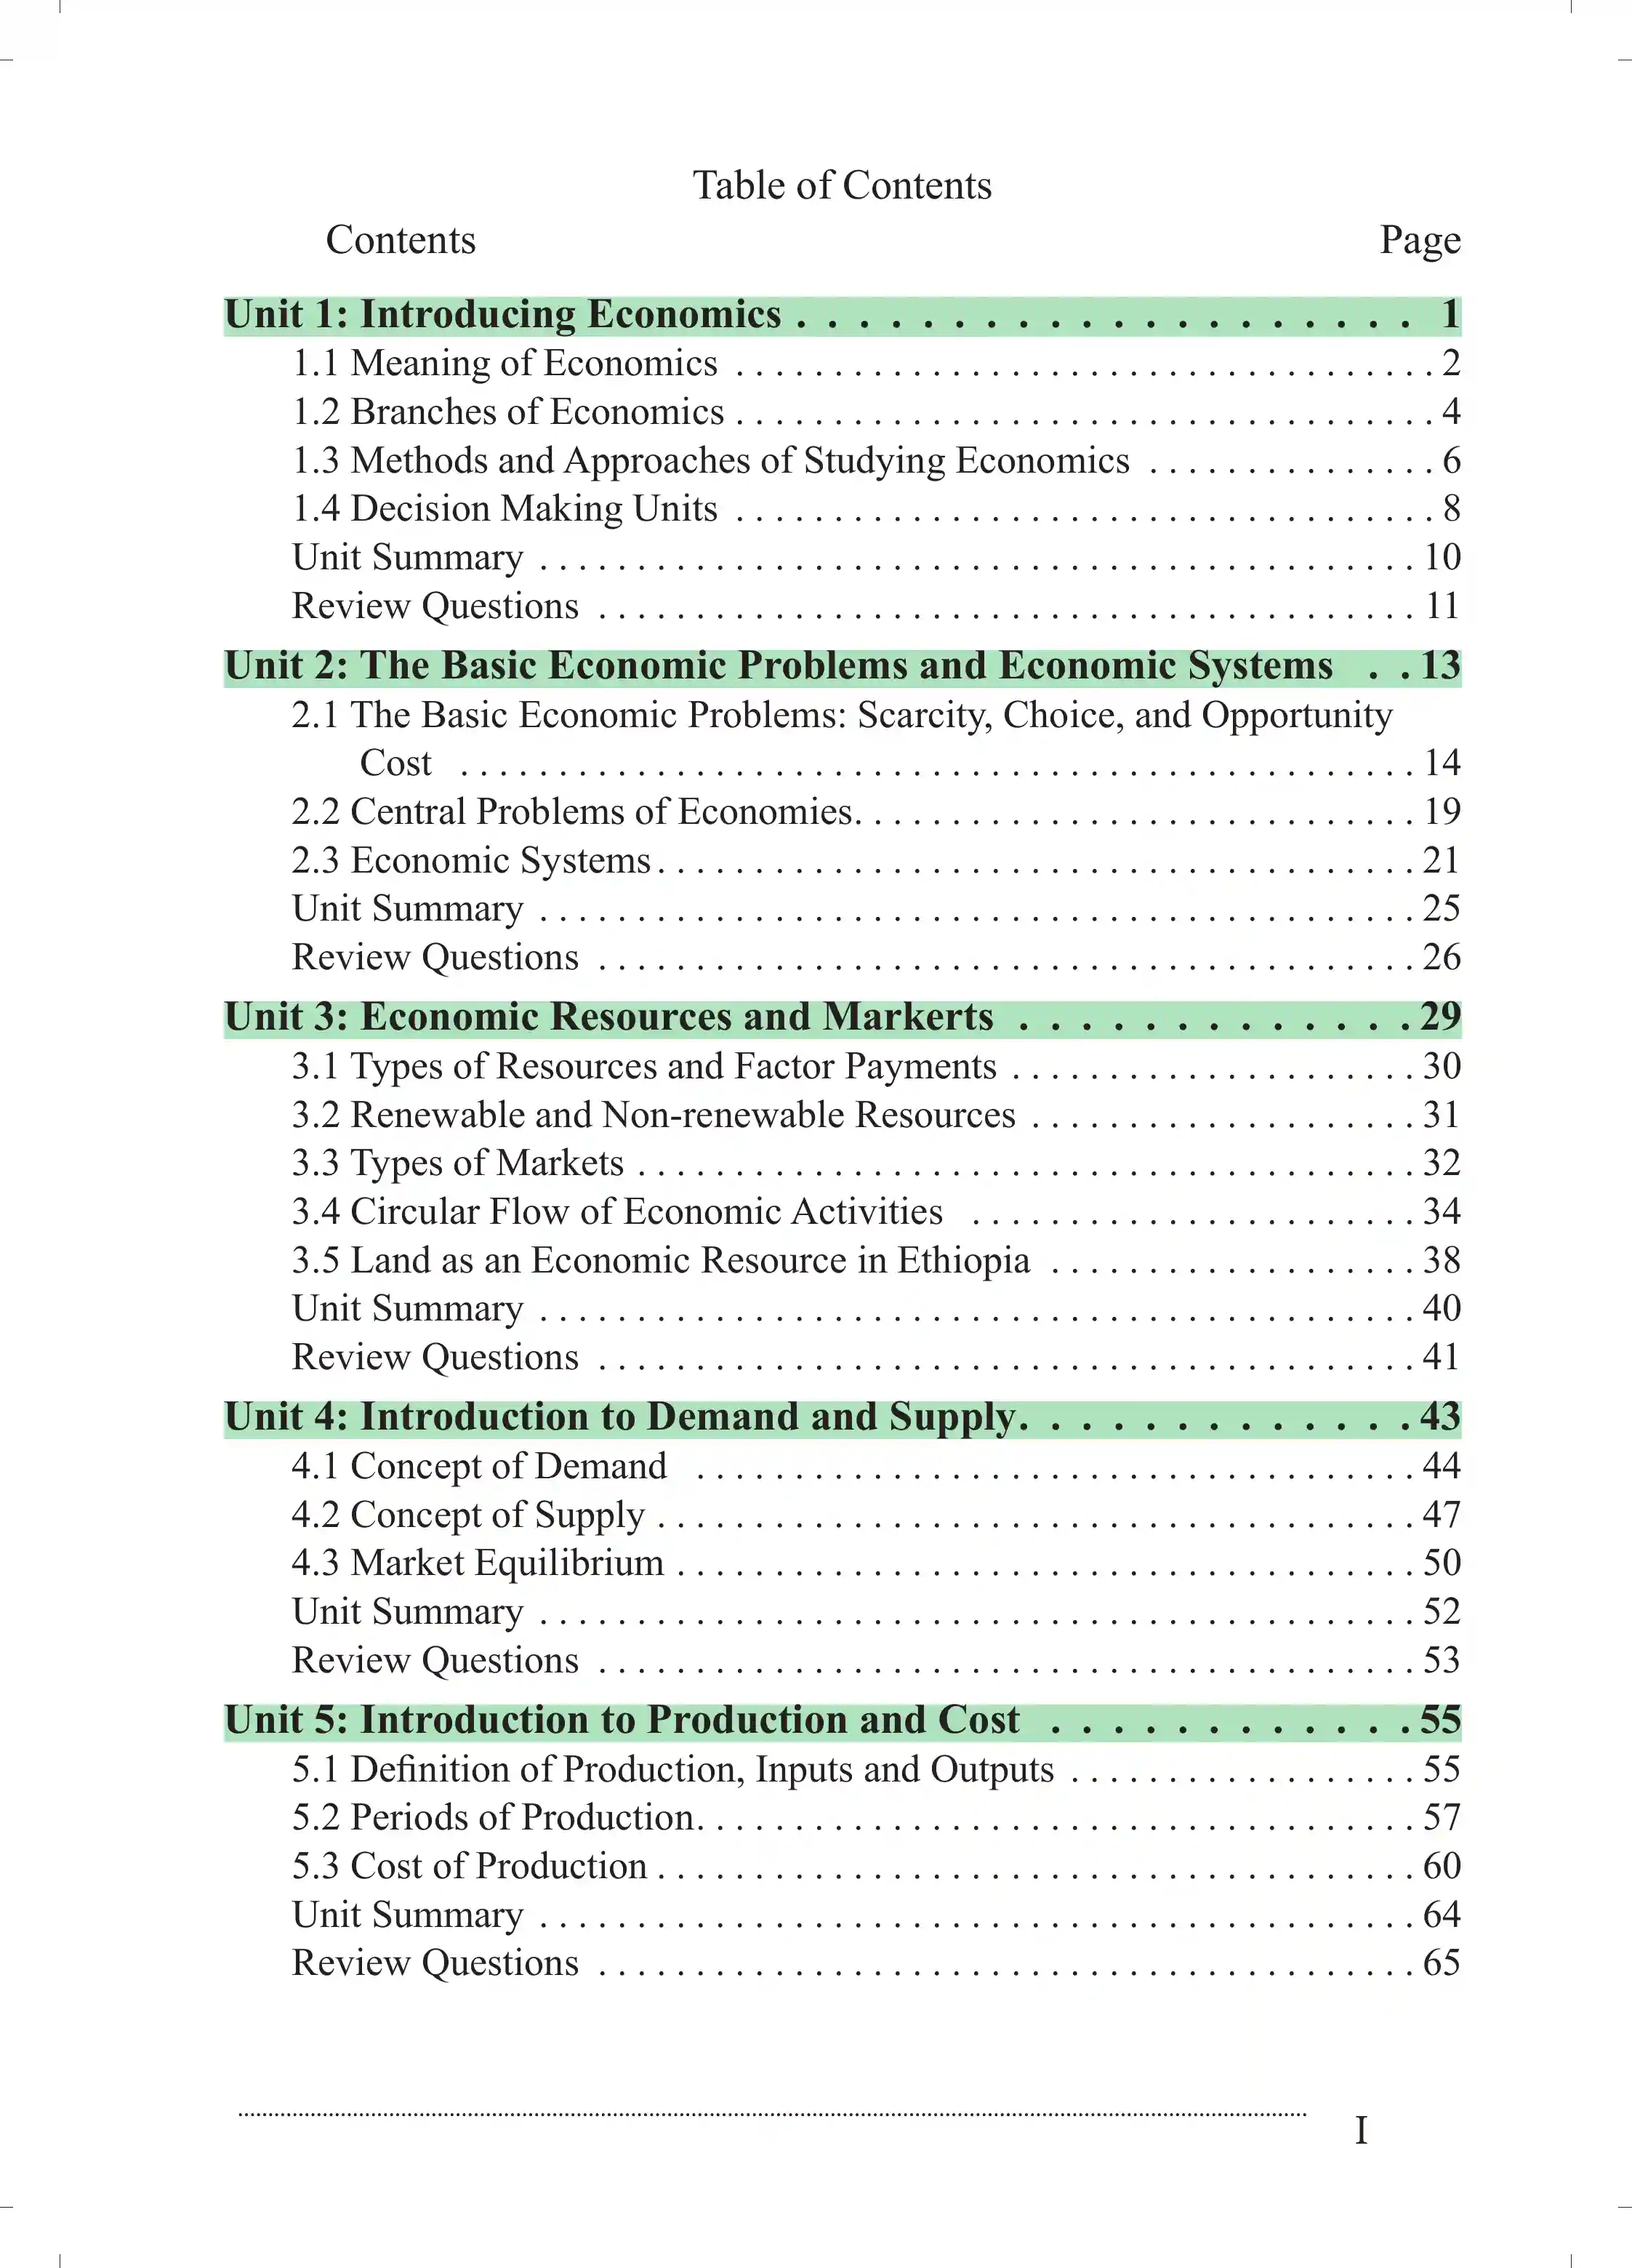 Table of Contents
Contents Page
Unit 1: Introducing Economics . . . . . . . . . . . . . . . . . . . . 1
1.1 Meaning of Economics . . . . . . . . . . . . . . . . . . . . . . . . . . . . . . . . . . . . 2
1.2 Branches of Economics . . . . . . . . . . . . . . . . . . . . . . . . . . . . . . . . . . . . 4
1.3 Methods and Approaches of Studying Economics . . . . . . . . . . . . . . . 6
1.4 Decision Making Units . . . . . . . . . . . . . . . . . . . . . . . . . . . . . . . . . . . . 8
Unit Summary . . . . . . . . . . . . . . . . . . . . . . . . . . . . . . . . . . . . . . . . . . . . . 10
Review Questions . . . . . . . . . . . . . . . . . . . . . . . . . . . . . . . . . . . . . . . . . . 11
Unit 2: The Basic Economic Problems and Economic Systems . . 13
2.1 The Basic Economic Problems: Scarcity, Choice, and Opportunity
Cost . . . . . . . . . . . . . . . . . . . . . . . . . . . . . . . . . . . . . . . . . . . . . . . . . 14
2.2 Central Problems of Economies. . . . . . . . . . . . . . . . . . . . . . . . . . . . . 19
2.3 Economic Systems . . . . . . . . . . . . . . . . . . . . . . . . . . . . . . . . . . . . . . . 21
Unit Summary . . . . . . . . . . . . . . . . . . . . . . . . . . . . . . . . . . . . . . . . . . . . . 25
Review Questions . . . . . . . . . . . . . . . . . . . . . . . . . . . . . . . . . . . . . . . . . . 26
Unit 3: Economic Resources and Markerts . . . . . . . . . . . . . 29
3.1 Types of Resources and Factor Payments . . . . . . . . . . . . . . . . . . . . . 30
3.2 Renewable and Non-renewable Resources . . . . . . . . . . . . . . . . . . . . 31
3.3 Types of Markets . . . . . . . . . . . . . . . . . . . . . . . . . . . . . . . . . . . . . . . . 32
3.4 Circular Flow of Economic Activities . . . . . . . . . . . . . . . . . . . . . . . 34
3.5 Land as an Economic Resource in Ethiopia . . . . . . . . . . . . . . . . . . . 38
Unit Summary . . . . . . . . . . . . . . . . . . . . . . . . . . . . . . . . . . . . . . . . . . . . . 40
Review Questions . . . . . . . . . . . . . . . . . . . . . . . . . . . . . . . . . . . . . . . . . . 41
Unit 4: Introduction to Demand and Supply. . . . . . . . . . . . . 43
4.1 Concept of Demand . . . . . . . . . . . . . . . . . . . . . . . . . . . . . . . . . . . . . 44
4.2 Concept of Supply . . . . . . . . . . . . . . . . . . . . . . . . . . . . . . . . . . . . . . . 47
4.3 Market Equilibrium . . . . . . . . . . . . . . . . . . . . . . . . . . . . . . . . . . . . . . 50
Unit Summary . . . . . . . . . . . . . . . . . . . . . . . . . . . . . . . . . . . . . . . . . . . . . 52
Review Questions . . . . . . . . . . . . . . . . . . . . . . . . . . . . . . . . . . . . . . . . . . 53
Unit 5: Introduction to Production and Cost . . . . . . . . . . . . 55
5.1 Definition of Production, Inputs and Outputs . . . . . . . . . . . . . . . . . . 55
5.2 Periods of Production. . . . . . . . . . . . . . . . . . . . . . . . . . . . . . . . . . . . . 57
5.3 Cost of Production . . . . . . . . . . . . . . . . . . . . . . . . . . . . . . . . . . . . . . . 60
Unit Summary . . . . . . . . . . . . . . . . . . . . . . . . . . . . . . . . . . . . . . . . . . . . . 64
Review Questions . . . . . . . . . . . . . . . . . . . . . . . . . . . . . . . . . . . . . . . . . . 65
I